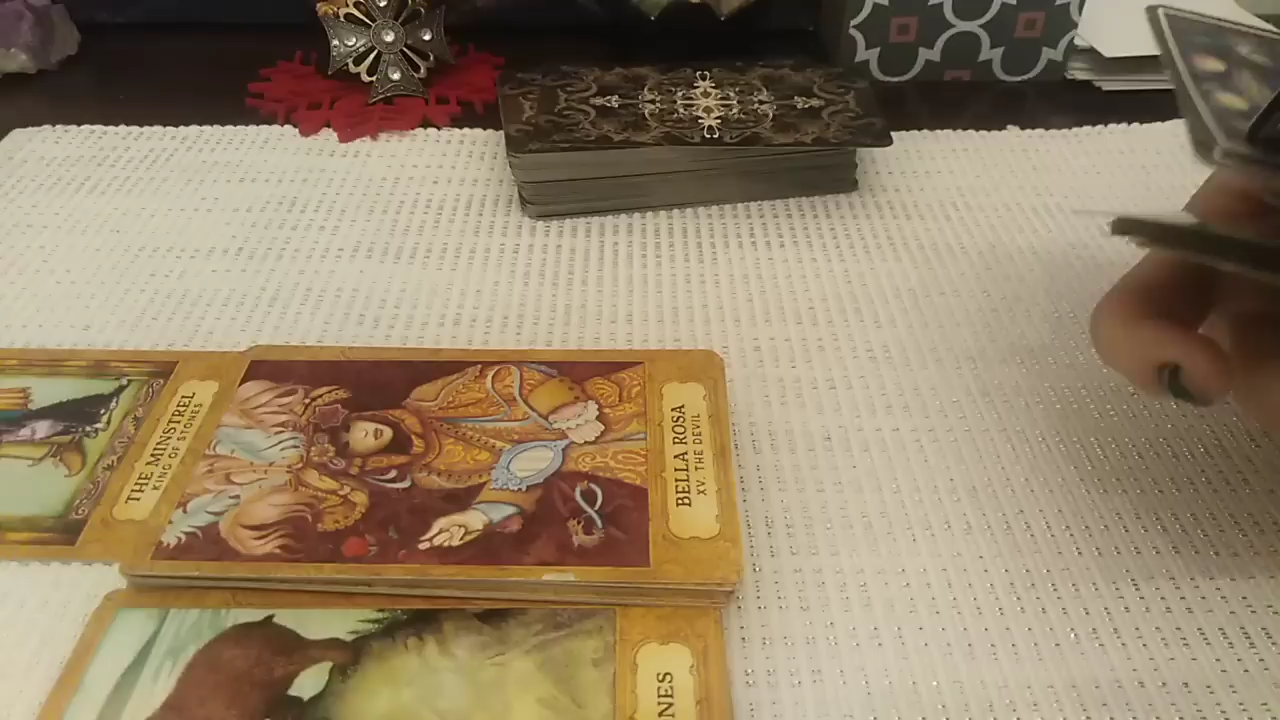 THE MINSTREL
KING OF STONES
BELLA ROSA
XV. THE DEVIL
NES